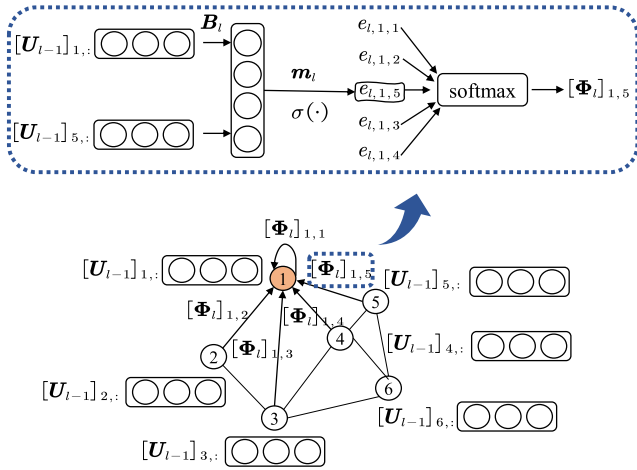 [U_{l-1}]_{1,:} B_l e_{l,1,1}
e_{l,1,2}
m_l e_{l,1,5} softmax [Φ_l]_{1,5}
σ(·)
e_{l,1,3}
[U_{l-1}]_{5,:} e_{l,1,4}
[Φ_l]_{1,1}
[U_{l-1}]_{1,:} 1 [Φ_l]_{1,5} [U_{l-1}]_{5,:}
[Φ_l]_{1,2} [Φ_l]_{1,4} 5
[Φ_l]_{1,3} 4 [U_{l-1}]_{4,:}
2
[U_{l-1}]_{2,:} 6
3 [U_{l-1}]_{6,:}
[U_{l-1}]_{3,:}